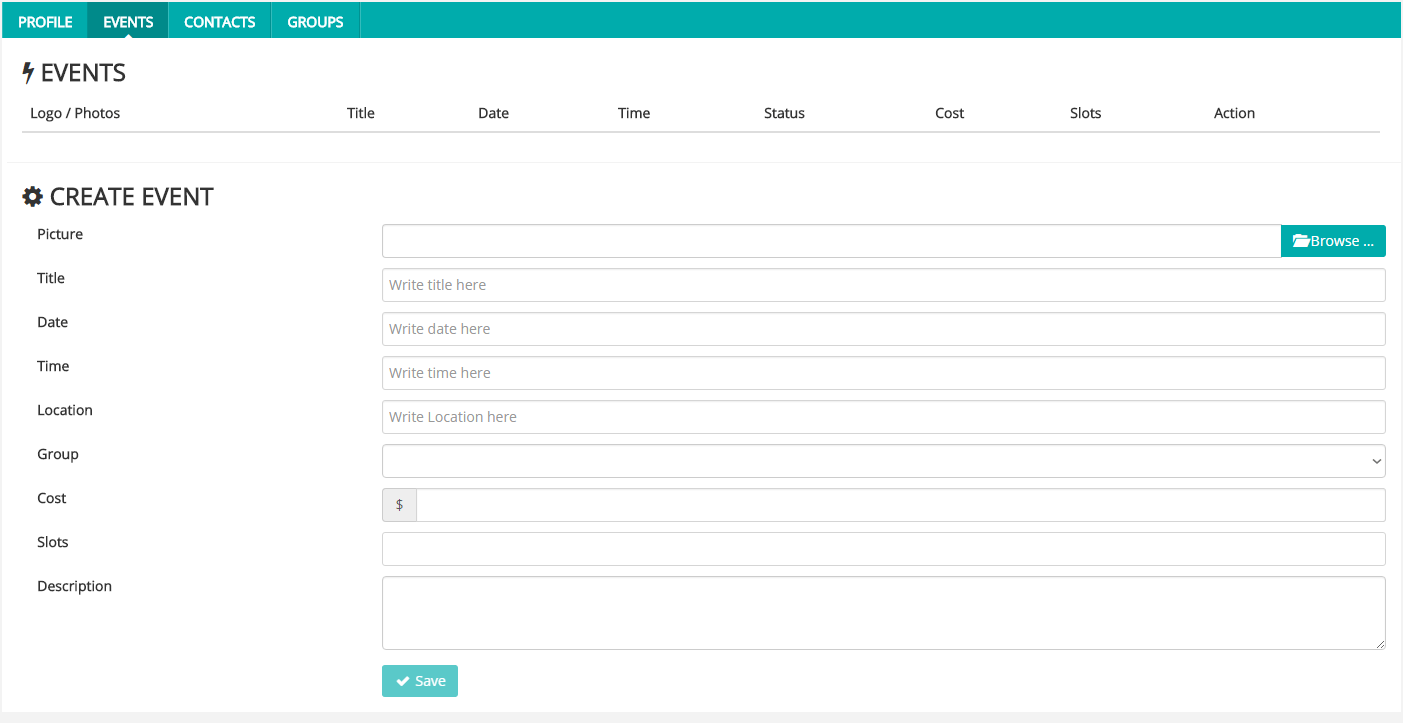 PROFILE EVENTS CONTACTS GROUPS
EVENTS
Logo / Photos Title Date Time Status Cost Slots Action
CREATE EVENT
Picture Browse ...
Title Write title here
Date Write date here
Time Write time here
Location Write Location here
Group
Cost $
Slots
Description
Save